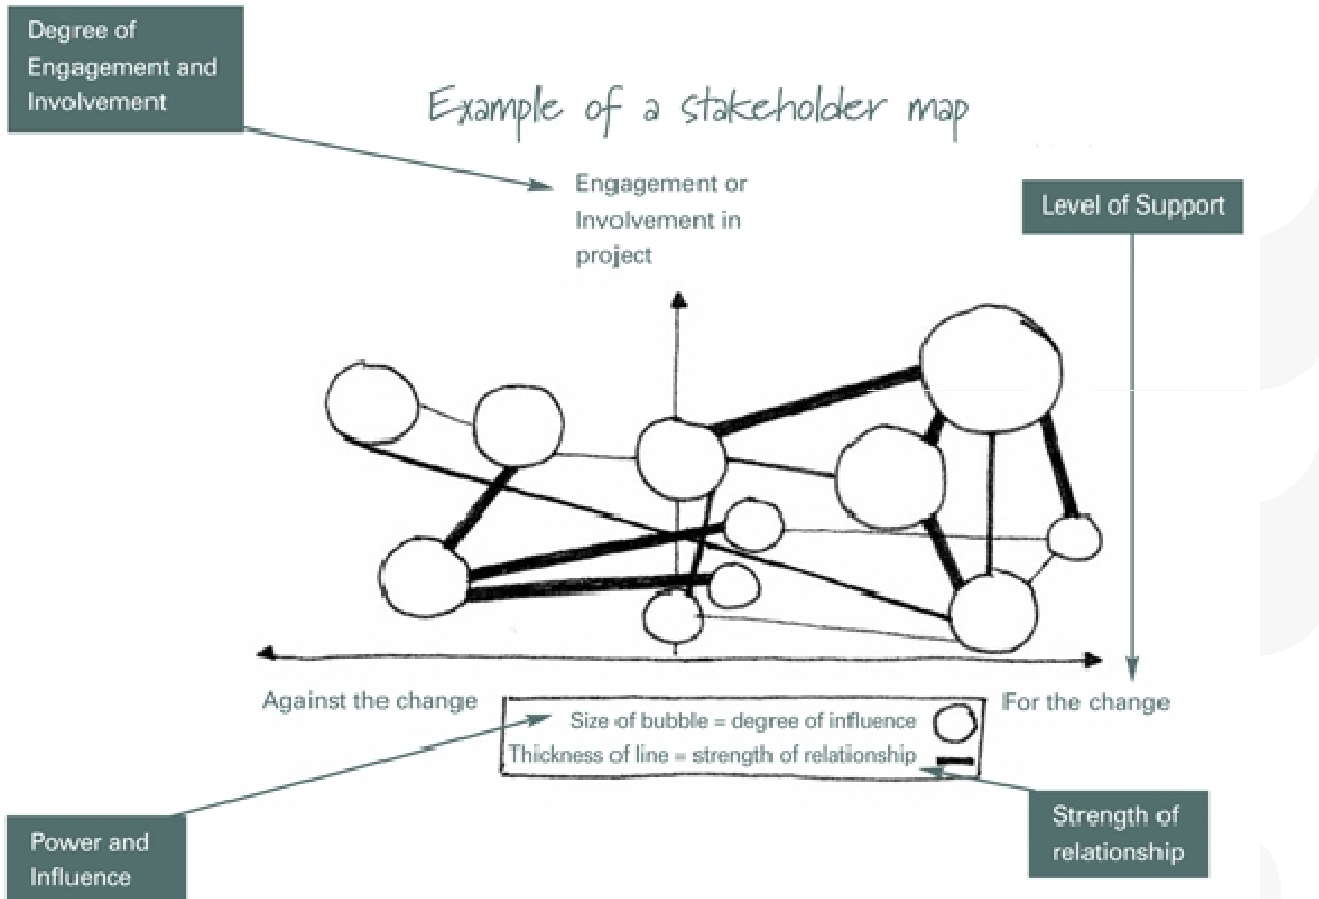 Degree of
Engagement and
Involvement
Example of a stakeholder map
Engagement or
Involvement in
project
Level of Support
Against the change
For the change
Size of bubble = degree of influence
Thickness of line = strength of relationship
Power and
Influence
Strength of
relationship